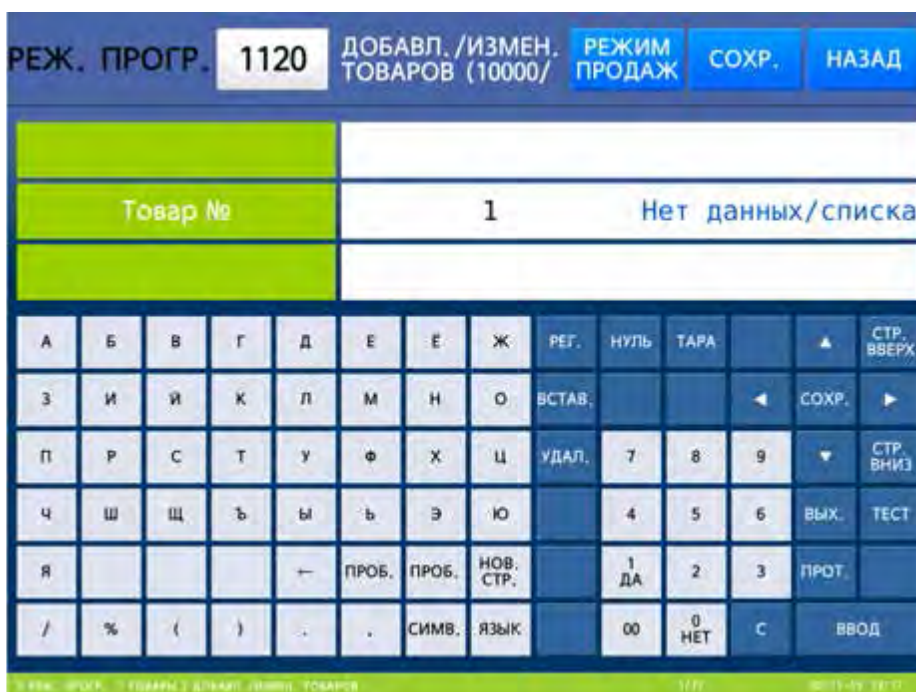 РЕЖ. ПРОГР. 1120 ДОБАВЛ./ИЗМЕН. РЕЖИМ СОХР. НАЗАД
ТОВАРОВ (10000/ ПРОДАЖ
Товар № 1 Нет данных/списка
А Б В Г Д Е Ё Ж РЕГ. НУЛЬ ТАРА ▲ СТР. ВВЕРХ
З И Й К Л М Н О ВСТАВ. ◀ СОХР. ▶
П Р С Т У Ф Х Ц УДАЛ. 7 8 9 ▼ СТР. ВНИЗ
Ч Ш Щ Ъ Ы Ь Э Ю 4 5 6 ВЫХ. ТЕСТ
Я ← ПРОБ. ПРОБ. НОВ. СТР. 1 ДА 2 3 ПРОТ.
/ % ( ) . , СИМВ. ЯЗЫК 00 0 НЕТ C ВВОД